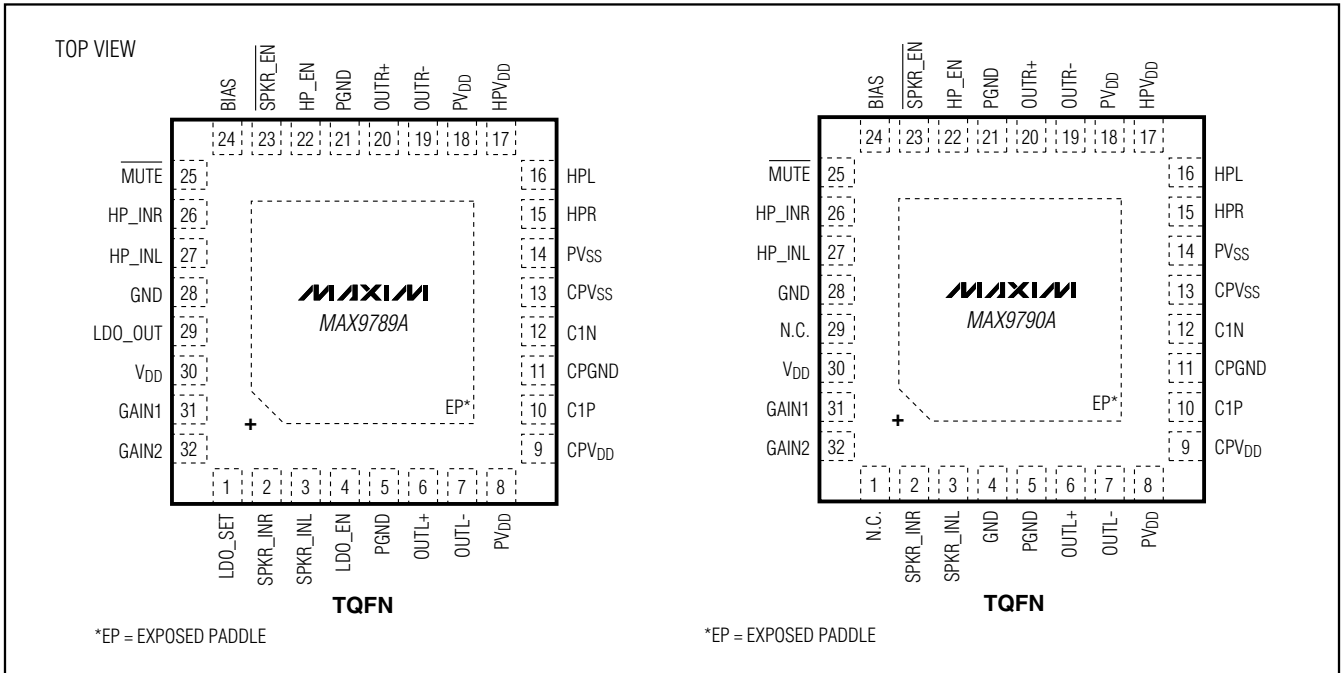 TOP VIEW
BIAS
SPKR_EN
HP_EN
PGND
OUTR+
OUTR-
PVDD
HPVDD
24 23 22 21 20 19 18 17
MUTE 25
HP_INR 26
HP_INL 27
GND 28
LDO_OUT 29
VDD 30
GAIN1 31
GAIN2 32
16 HPL
15 HPR
14 PVSS
13 CPVSS
12 C1N
11 CPGND
10 C1P
9 CPVDD
MAXIM
MAX9789A
EP*
+
1 2 3 4 5 6 7 8
LDO_SET
SPKR_INR
SPKR_INL
LDO_EN
PGND
OUTL+
OUTL-
PVDD
TQFN
*EP = EXPOSED PADDLE
BIAS
SPKR_EN
HP_EN
PGND
OUTR+
OUTR-
PVDD
HPVDD
24 23 22 21 20 19 18 17
MUTE 25
HP_INR 26
HP_INL 27
GND 28
N.C. 29
VDD 30
GAIN1 31
GAIN2 32
16 HPL
15 HPR
14 PVSS
13 CPVSS
12 C1N
11 CPGND
10 C1P
9 CPVDD
MAXIM
MAX9790A
EP*
+
1 2 3 4 5 6 7 8
N.C.
SPKR_INR
SPKR_INL
GND
PGND
OUTL+
OUTL-
PVDD
TQFN
*EP = EXPOSED PADDLE